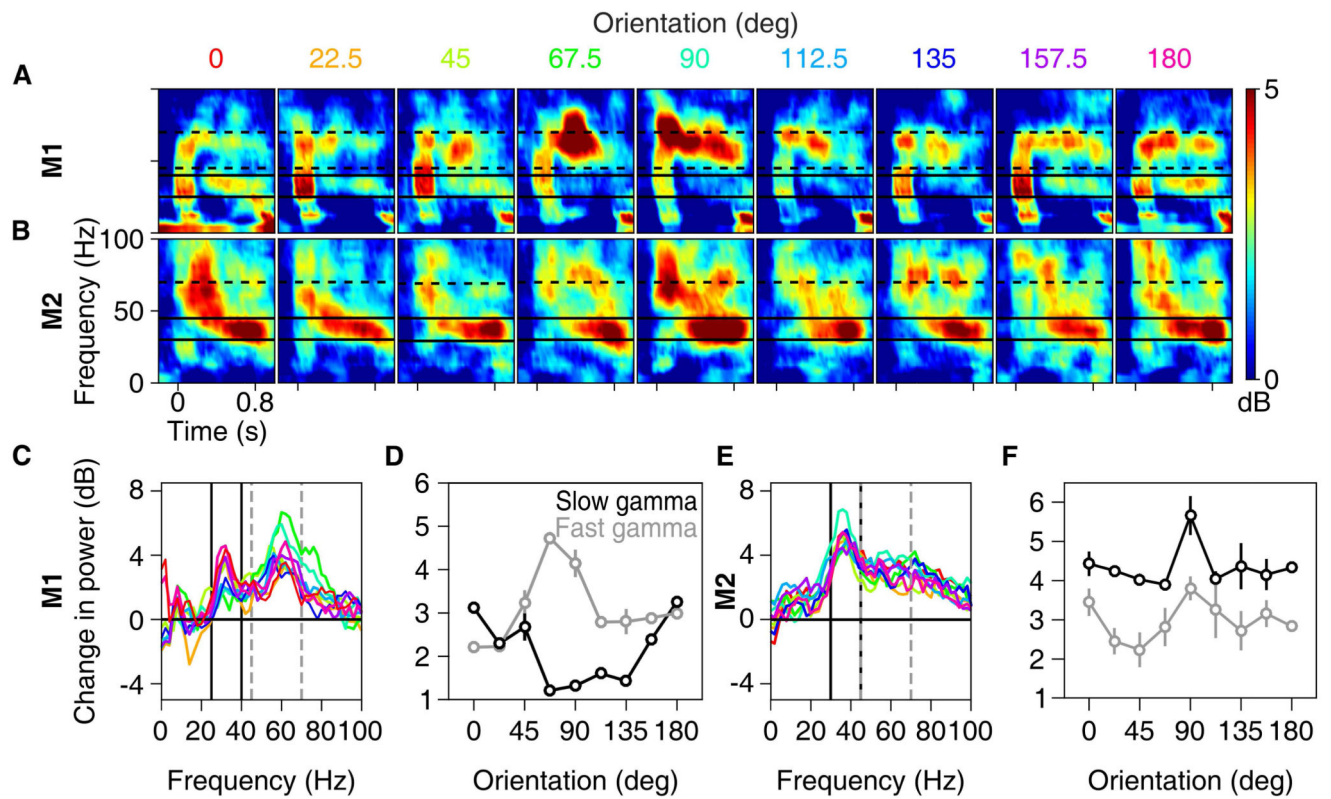 Orientation (deg)
0 22.5 45 67.5 90 112.5 135 157.5 180
A
M1
5
B
M2
Frequency (Hz)
100
50
0
0
dB
0 0.8
Time (s)
C
D
E
F
M1
Change in power (dB)
8
4
0
-4
0 20 40 60 80 100
Frequency (Hz)
6
5
4
3
2
1
Slow gamma
Fast gamma
0 45 90 135 180
Orientation (deg)
M2
8
4
0
-4
0 20 40 60 80 100
Frequency (Hz)
6
5
4
3
2
1
0 45 90 135 180
Orientation (deg)